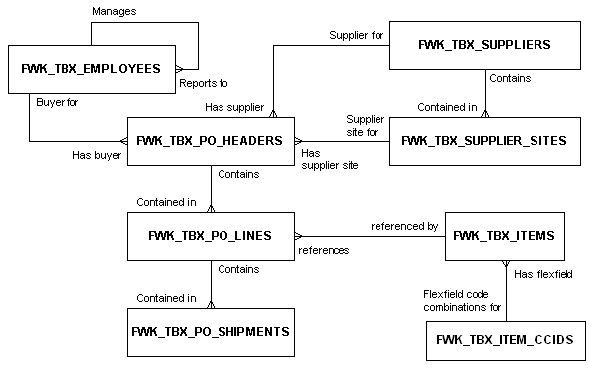 Manages
FWK_TBX_EMPLOYEES
Reports to
Buyer for
Supplier for
FWK_TBX_SUPPLIERS
Contains
Has supplier
Contained in
Supplier
site for
FWK_TBX_PO_HEADERS
Has buyer
Has
supplier site
FWK_TBX_SUPPLIER_SITES
Contains
Contained in
FWK_TBX_PO_LINES
referenced by
references
FWK_TBX_ITEMS
Contains
Has flexfield
Contained in
Flexfield code
combinations for
FWK_TBX_PO_SHIPMENTS
FWK_TBX_ITEM_CCIDS